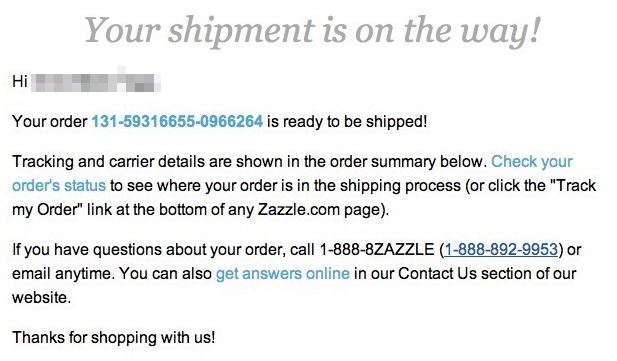 Your shipment is on the way!
Hi
Your order 131-59316655-0966264 is ready to be shipped!
Tracking and carrier details are shown in the order summary below. Check your
order's status to see where your order is in the shipping process (or click the "Track
my Order" link at the bottom of any Zazzle.com page).
If you have questions about your order, call 1-888-8ZAZZLE (1-888-892-9953) or
email anytime. You can also get answers online in our Contact Us section of our
website.
Thanks for shopping with us!